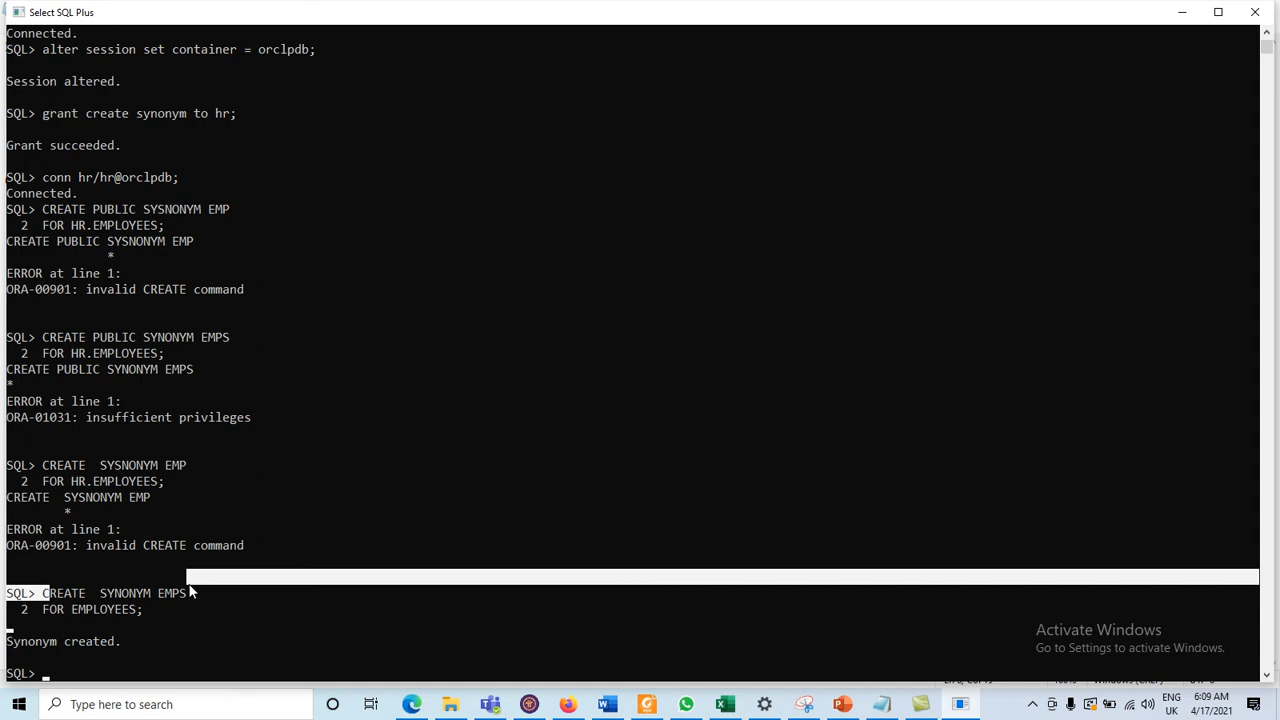 Select SQL Plus
Connected.
SQL> alter session set container = orclpdb;
Session altered.
SQL> grant create synonym to hr;
Grant succeeded.
SQL> conn hr/hr@orclpdb;
Connected.
SQL> CREATE PUBLIC SYSNONYM EMP
2 FOR HR.EMPLOYEES;
CREATE PUBLIC SYSNONYM EMP
*
ERROR at line 1:
ORA-00901: invalid CREATE command
SQL> CREATE PUBLIC SYNONYM EMPS
2 FOR HR.EMPLOYEES;
CREATE PUBLIC SYNONYM EMPS
*
ERROR at line 1:
ORA-01031: insufficient privileges
SQL> CREATE  SYSNONYM EMP
2 FOR HR.EMPLOYEES;
CREATE  SYSNONYM EMP
*
ERROR at line 1:
ORA-00901: invalid CREATE command
SQL> CREATE  SYNONYM EMPS
2 FOR EMPLOYEES;
Synonym created.
SQL>
Activate Windows
Go to Settings to activate Windows.
Type here to search
ENG
UK
6:09 AM
4/17/2021